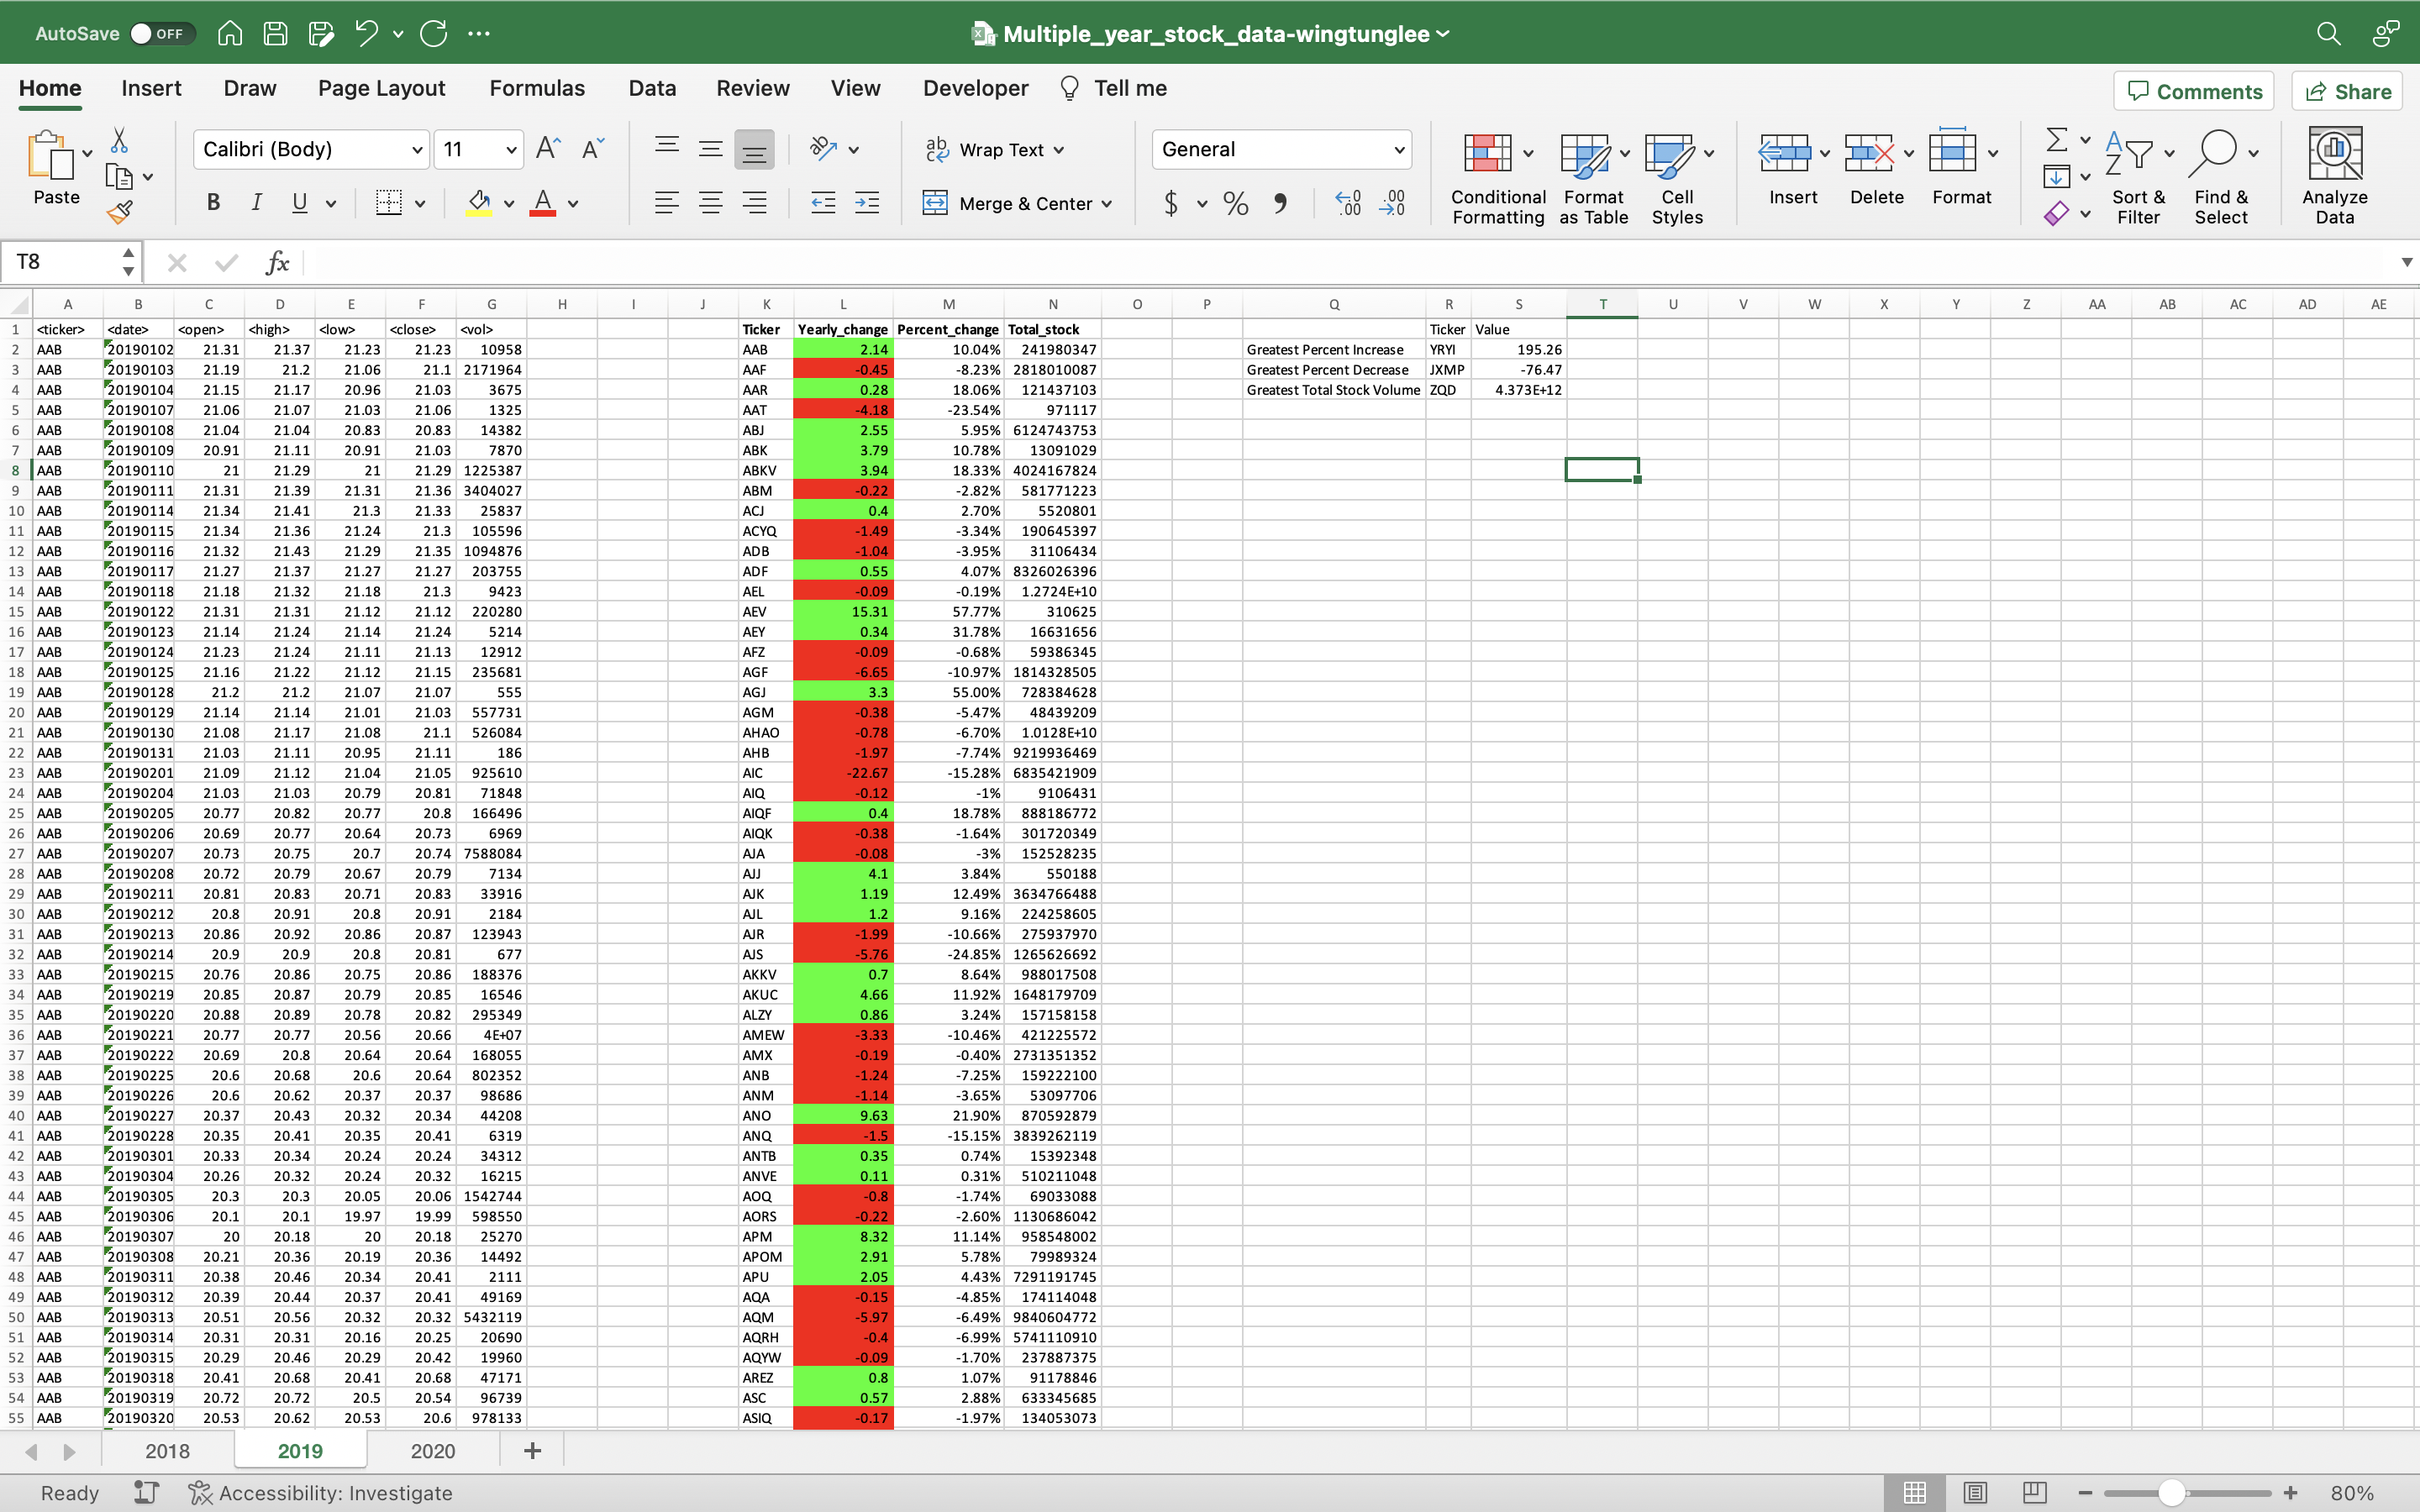 AutoSave OFF Multiple_year_stock_data-wingtunglee
Home Insert Draw Page Layout Formulas Data Review View Developer Tell me Comments Share
Paste Calibri (Body) 11 Wrap Text General
B I U Merge & Center $ % Conditional Formatting Format as Table Cell Styles Insert Delete Format Sort & Filter Find & Select Analyze Data
T8 fx
A B C D E F G H I J K L M N O P Q R S T U V W X Y Z AA AB AC AD AE
1 <ticker> <date> <open> <high> <low> <close> <vol> Ticker Yearly_change Percent_change Total_stock Ticker Value
2 AAB 20190102 21.31 21.37 21.23 21.23 10958 AAB 2.14 10.04% 241980347 Greatest Percent Increase YRYI 195.26
3 AAB 20190103 21.19 21.2 21.06 21.1 2171964 AAF -0.45 -8.23% 2818010087 Greatest Percent Decrease JXMP -76.47
4 AAB 20190104 21.15 21.17 20.96 21.03 3675 AAR 0.28 18.06% 121437103 Greatest Total Stock Volume ZQD 4.373E+12
5 AAB 20190107 21.06 21.07 21.03 21.06 1325 AAT -4.18 -23.54% 971117
6 AAB 20190108 21.04 21.04 20.83 20.83 14382 ABJ 2.55 5.95% 6124743753
7 AAB 20190109 20.91 21.11 20.91 21.03 7870 ABK 3.79 10.78% 13091029
8 AAB 20190110 21 21.29 21 21.29 1225387 ABKV 3.94 18.33% 4024167824
9 AAB 20190111 21.31 21.39 21.31 21.36 3404027 ABM -0.22 -2.82% 581771223
10 AAB 20190114 21.34 21.41 21.3 21.33 25837 ACJ 0.4 2.70% 5520801
11 AAB 20190115 21.34 21.36 21.24 21.3 105596 ACYQ -1.49 -3.34% 190645397
12 AAB 20190116 21.32 21.43 21.29 21.35 1094876 ADB -1.04 -3.95% 31106434
13 AAB 20190117 21.27 21.37 21.27 21.27 203755 ADF 0.55 4.07% 8326026396
14 AAB 20190118 21.18 21.32 21.18 21.3 9423 AEL -0.09 -0.19% 1.2724E+10
15 AAB 20190122 21.31 21.31 21.12 21.12 220280 AEV 15.31 57.77% 310625
16 AAB 20190123 21.14 21.24 21.14 21.24 5214 AEY 0.34 31.78% 16631656
17 AAB 20190124 21.23 21.24 21.11 21.13 12912 AFZ -0.09 -0.68% 59386345
18 AAB 20190125 21.16 21.22 21.12 21.15 235681 AGF -6.65 -10.97% 1814328505
19 AAB 20190128 21.2 21.2 21.07 21.07 555 AGJ 3.3 55.00% 728384628
20 AAB 20190129 21.14 21.14 21.01 21.03 557731 AGM -0.38 -5.47% 48439209
21 AAB 20190130 21.08 21.17 21.08 21.1 526084 AHAO -0.78 -6.70% 1.0128E+10
22 AAB 20190131 21.03 21.11 20.95 21.11 186 AHB -1.97 -7.74% 9219936469
23 AAB 20190201 21.09 21.12 21.04 21.05 925610 AIC -22.67 -15.28% 6835421909
24 AAB 20190204 21.03 21.03 20.79 20.81 71848 AIQ -0.12 -1% 9106431
25 AAB 20190205 20.77 20.82 20.77 20.8 166496 AIQF 0.4 18.78% 888186772
26 AAB 20190206 20.69 20.77 20.64 20.73 6969 AIQK -0.38 -1.64% 301720349
27 AAB 20190207 20.73 20.75 20.7 20.74 7588084 AJA -0.08 -3% 152528235
28 AAB 20190208 20.72 20.79 20.67 20.79 7134 AJJ 4.1 3.84% 550188
29 AAB 20190211 20.81 20.83 20.71 20.83 33916 AJK 1.19 12.49% 3634766488
30 AAB 20190212 20.8 20.91 20.8 20.91 2184 AJL 1.2 9.16% 224258605
31 AAB 20190213 20.86 20.92 20.86 20.87 123943 AJR -1.99 -10.66% 275937970
32 AAB 20190214 20.9 20.9 20.8 20.81 677 AJS -5.76 -24.85% 1265626692
33 AAB 20190215 20.76 20.86 20.75 20.86 188376 AKKV 0.7 8.64% 988017508
34 AAB 20190219 20.85 20.87 20.79 20.85 16546 AKUC 4.66 11.92% 1648179709
35 AAB 20190220 20.88 20.89 20.78 20.82 295349 ALZY 0.86 3.24% 157158158
36 AAB 20190221 20.77 20.77 20.56 20.66 4E+07 AMEW -3.33 -10.46% 421225572
37 AAB 20190222 20.69 20.8 20.64 20.64 168055 AMX -0.19 -0.40% 2731351352
38 AAB 20190225 20.6 20.68 20.6 20.64 802352 ANB -1.24 -7.25% 159222100
39 AAB 20190226 20.6 20.62 20.37 20.37 98686 ANM -1.14 -3.65% 53097706
40 AAB 20190227 20.37 20.43 20.32 20.34 44208 ANO 9.63 21.90% 870592879
41 AAB 20190228 20.35 20.41 20.35 20.41 6319 ANQ -1.5 -15.15% 3839262119
42 AAB 20190301 20.33 20.34 20.24 20.24 34312 ANTB 0.35 0.74% 15392348
43 AAB 20190304 20.26 20.32 20.24 20.32 16215 ANVE 0.11 0.31% 510211048
44 AAB 20190305 20.3 20.3 20.05 20.06 1542744 AOQ -0.8 -1.74% 69033088
45 AAB 20190306 20.1 20.1 19.97 19.99 598550 AORS -0.22 -2.60% 1130686042
46 AAB 20190307 20 20.18 20 20.18 25270 APM 8.32 11.14% 958548002
47 AAB 20190308 20.21 20.36 20.19 20.36 14492 APOM 2.91 5.78% 79989324
48 AAB 20190311 20.38 20.46 20.34 20.41 2111 APU 2.05 4.43% 7291191745
49 AAB 20190312 20.39 20.44 20.37 20.41 49169 AQA -0.15 -4.85% 174114048
50 AAB 20190313 20.51 20.56 20.32 20.32 5432119 AQM -5.97 -6.49% 9840604772
51 AAB 20190314 20.31 20.31 20.16 20.25 20690 AQRH -0.4 -6.99% 5741110910
52 AAB 20190315 20.29 20.46 20.29 20.42 19960 AQYW -0.09 -1.70% 237887375
53 AAB 20190318 20.41 20.68 20.41 20.68 47171 AREZ 0.8 1.07% 91178846
54 AAB 20190319 20.72 20.72 20.5 20.54 96739 ASC 0.57 2.88% 633345685
55 AAB 20190320 20.53 20.62 20.53 20.6 978133 ASIQ -0.17 -1.97% 134053073
2018 2019 2020 +
Ready Accessibility: Investigate 80%